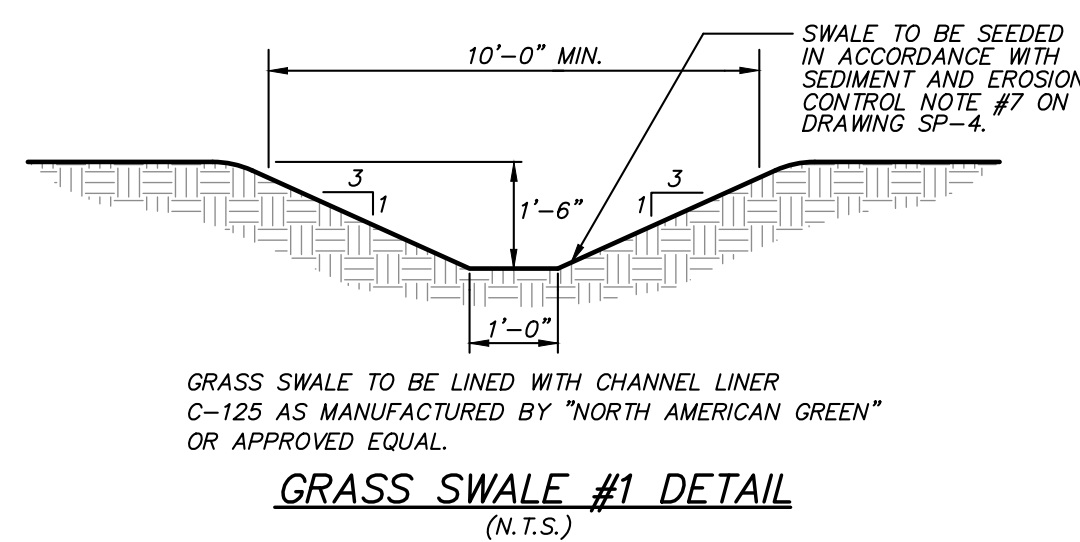 SWALE TO BE SEEDED
IN ACCORDANCE WITH
SEDIMENT AND EROSION
CONTROL NOTE #7 ON
DRAWING SP-4.
10'-0" MIN.
3
1
1'-6"
3
1
1'-0"
GRASS SWALE TO BE LINED WITH CHANNEL LINER
C-125 AS MANUFACTURED BY "NORTH AMERICAN GREEN"
OR APPROVED EQUAL.
GRASS SWALE #1 DETAIL
(N.T.S.)